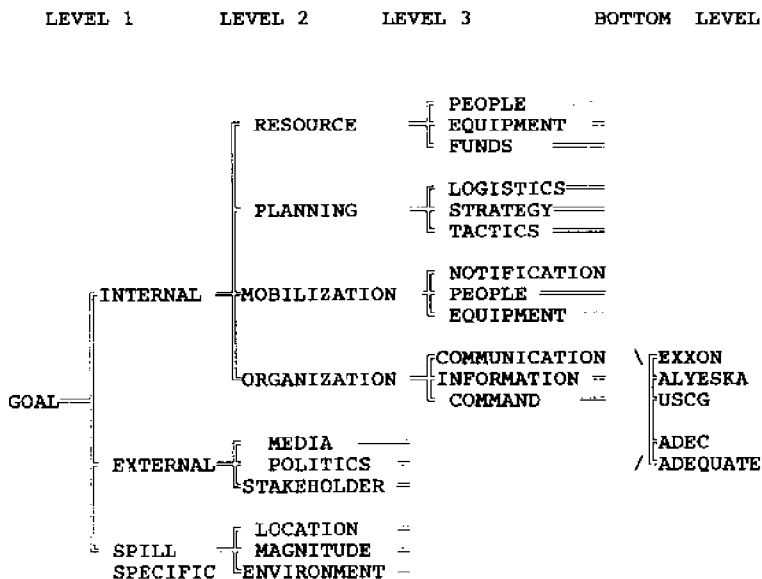 LEVEL 1 LEVEL 2 LEVEL 3 BOTTOM LEVEL
PEOPLE
RESOURCE EQUIPMENT
FUNDS
LOGISTICS
PLANNING STRATEGY
TACTICS
NOTIFICATION
INTERNAL MOBILIZATION PEOPLE
EQUIPMENT
COMMUNICATION EXXON
ORGANIZATION INFORMATION ALYESKA
GOAL COMMAND USCG
MEDIA ADEC
EXTERNAL POLITICS ADEQUATE
STAKEHOLDER
LOCATION
SPILL MAGNITUDE
SPECIFIC ENVIRONMENT